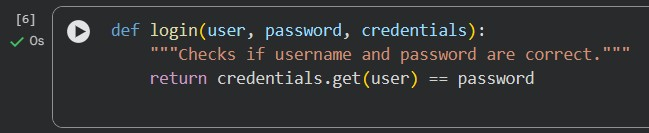 [6]
0s
def login(user, password, credentials):
    """Checks if username and password are correct."""
    return credentials.get(user) == password